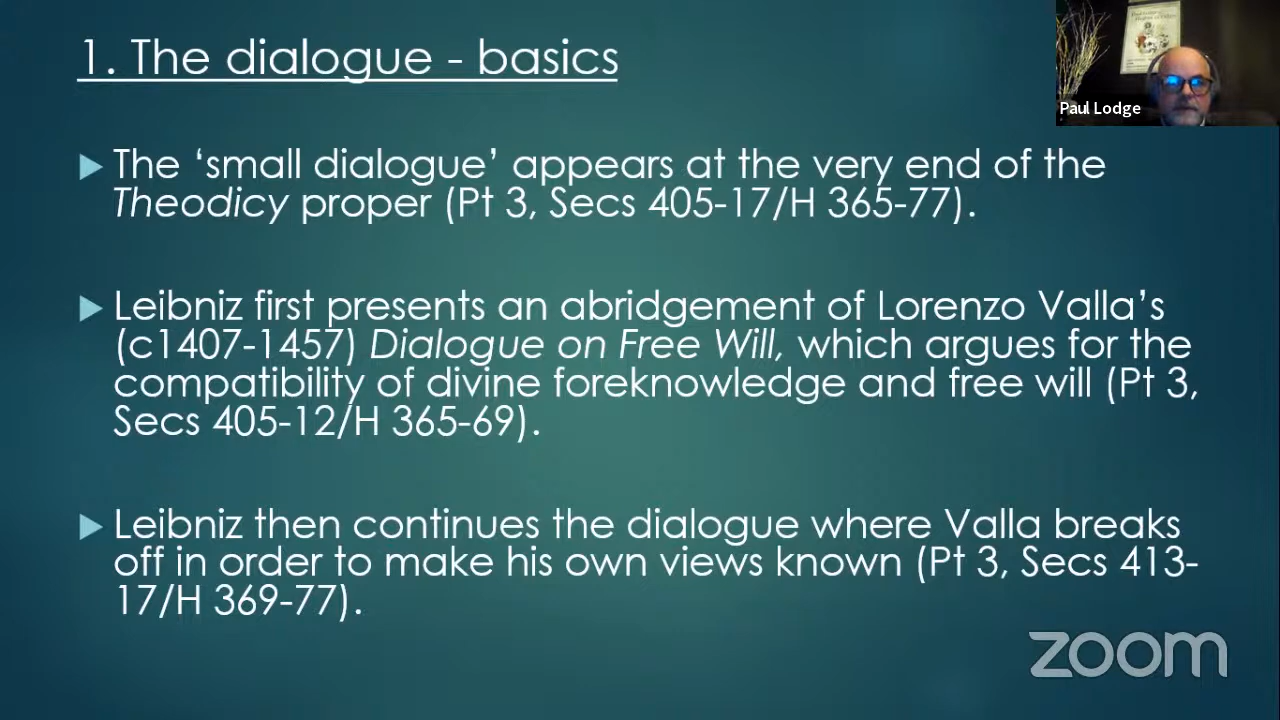 1. The dialogue - basics
Paul Lodge
The ‘small dialogue’ appears at the very end of the
Theodicy proper (Pt 3, Secs 405-17/H 365-77).
Leibniz first presents an abridgement of Lorenzo Valla’s
(c1407-1457) Dialogue on Free Will, which argues for the
compatibility of divine foreknowledge and free will (Pt 3,
Secs 405-12/H 365-69).
Leibniz then continues the dialogue where Valla breaks
off in order to make his own views known (Pt 3, Secs 413-
17/H 369-77).
zoom